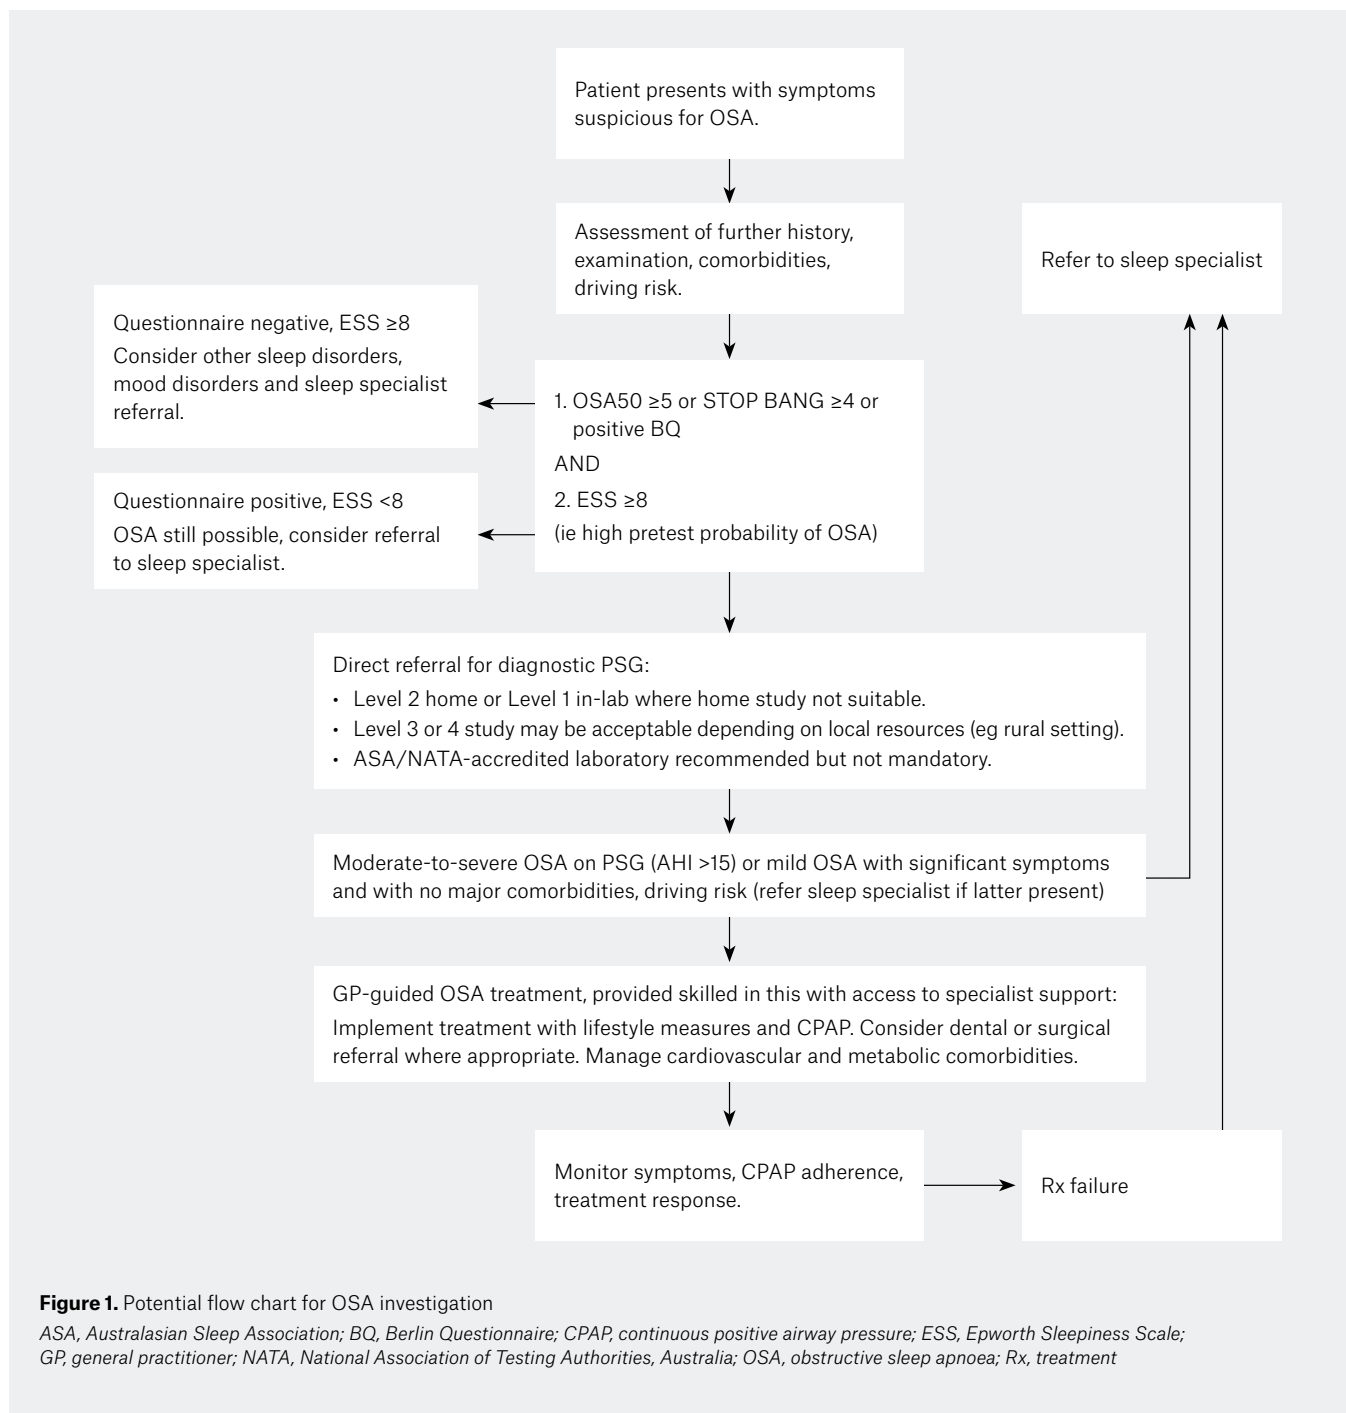 Patient presents with symptoms
suspicious for OSA.
Assessment of further history,
examination, comorbidities,
driving risk.
Refer to sleep specialist
Questionnaire negative, ESS ≥8
Consider other sleep disorders,
mood disorders and sleep specialist
referral.
1. OSA50 ≥5 or STOP BANG ≥4 or
positive BQ
AND
2. ESS ≥8
(ie high pretest probability of OSA)
Questionnaire positive, ESS <8
OSA still possible, consider referral
to sleep specialist.
Direct referral for diagnostic PSG:
• Level 2 home or Level 1 in-lab where home study not suitable.
• Level 3 or 4 study may be acceptable depending on local resources (eg rural setting).
• ASA/NATA-accredited laboratory recommended but not mandatory.
Moderate-to-severe OSA on PSG (AHI >15) or mild OSA with significant symptoms
and with no major comorbidities, driving risk (refer sleep specialist if latter present)
GP-guided OSA treatment, provided skilled in this with access to specialist support:
Implement treatment with lifestyle measures and CPAP. Consider dental or surgical
referral where appropriate. Manage cardiovascular and metabolic comorbidities.
Monitor symptoms, CPAP adherence,
treatment response.
Rx failure
Figure 1. Potential flow chart for OSA investigation
ASA, Australasian Sleep Association; BQ, Berlin Questionnaire; CPAP, continuous positive airway pressure; ESS, Epworth Sleepiness Scale;
GP, general practitioner; NATA, National Association of Testing Authorities, Australia; OSA, obstructive sleep apnoea; Rx, treatment